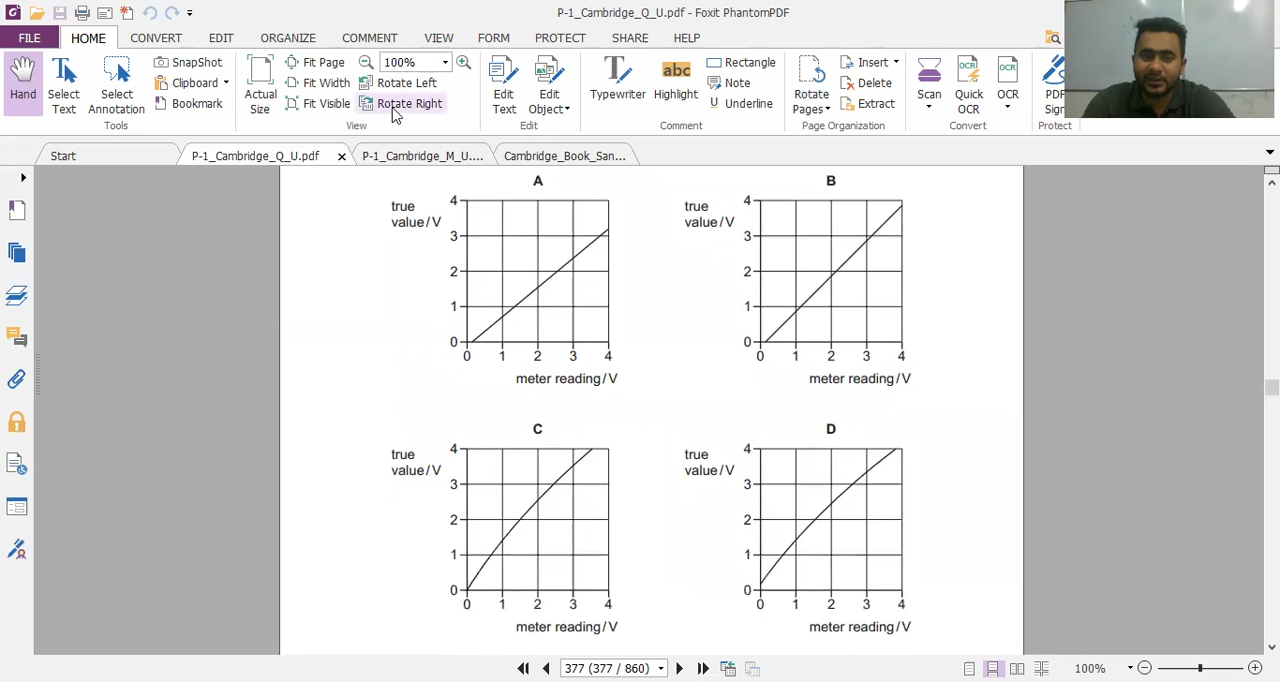 P-1_Cambridge_Q_U.pdf - Foxit PhantomPDF
FILE HOME CONVERT EDIT ORGANIZE COMMENT VIEW FORM PROTECT SHARE HELP
Hand
Select Text
Select Annotation
SnapShot
Clipboard
Bookmark
Tools
Actual Size
Fit Page
Fit Width
Fit Visible
100%
Rotate Left
Rotate Right
View
Edit Text
Edit Object
Edit
Typewriter
abc
Highlight
Rectangle
Note
U Underline
Comment
Rotate Pages
Insert
Delete
Extract
Page Organization
Scan
OCR
Quick OCR
OCR
OCR
Convert
PDF
Sign
Protect
Start
P-1_Cambridge_Q_U.pdf
P-1_Cambridge_M_U....
Cambridge_Book_San...
A
true
value/V
4
3
2
1
0
0 1 2 3 4
meter reading/V
B
true
value/V
4
3
2
1
0
0 1 2 3 4
meter reading/V
C
true
value/V
4
3
2
1
0
0 1 2 3 4
meter reading/V
D
true
value/V
4
3
2
1
0
0 1 2 3 4
meter reading/V
377 (377 / 860)
100%